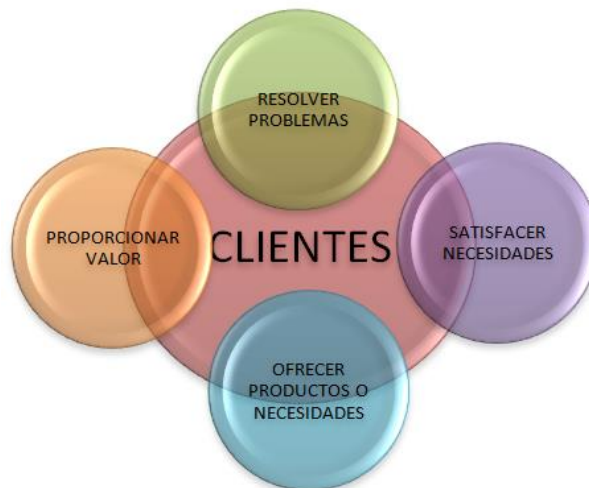 RESOLVER
PROBLEMAS
PROPORCIONAR
VALOR
CLIENTES
SATISFACER
NECESIDADES
OFRECER
PRODUCTOS O
NECESIDADES